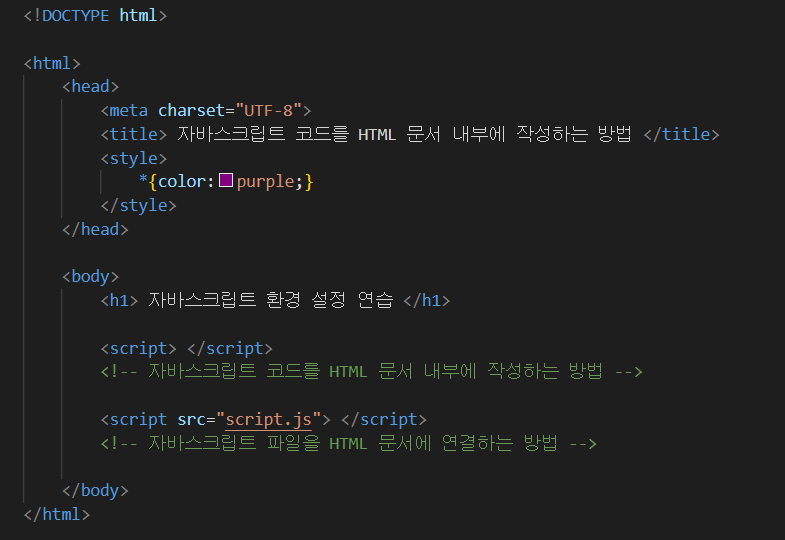 <!DOCTYPE html>
<html>
<head>
<meta charset="UTF-8">
<title> 자바스크립트 코드를 HTML 문서 내부에 작성하는 방법 </title>
<style>
*{color:purple;}
</style>
</head>
<body>
<h1> 자바스크립트 환경 설정 연습 </h1>
<script> </script>
<!-- 자바스크립트 코드를 HTML 문서 내부에 작성하는 방법 -->
<script src="script.js"> </script>
<!-- 자바스크립트 파일을 HTML 문서에 연결하는 방법 -->
</body>
</html>